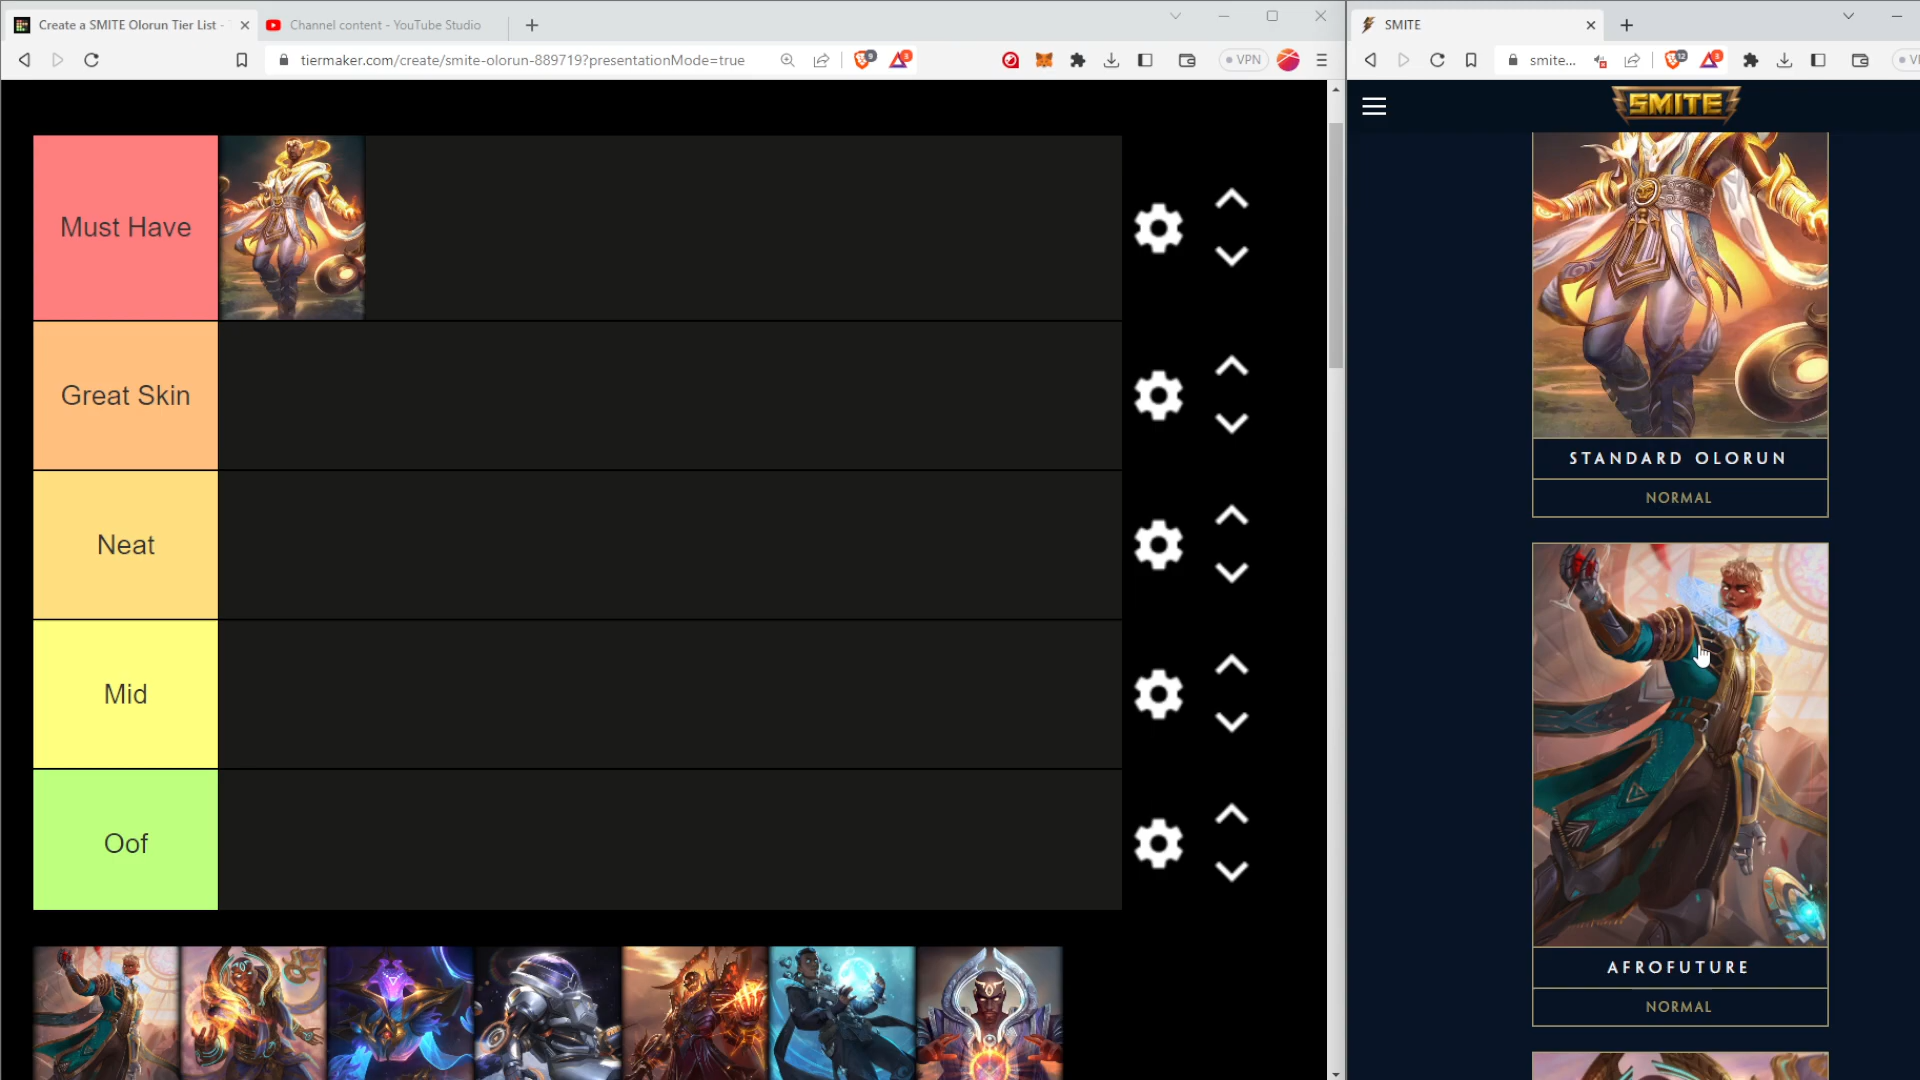 Create a SMITE Olorun Tier List -
Channel content - YouTube Studio
SMITE
tiermaker.com/create/smite-olorun-889719?presentationMode=true
VPN
smite...
SMITE
Must Have
Great Skin
Neat
Mid
Oof
STANDARD OLORUN
NORMAL
AFROFUTURE
NORMAL